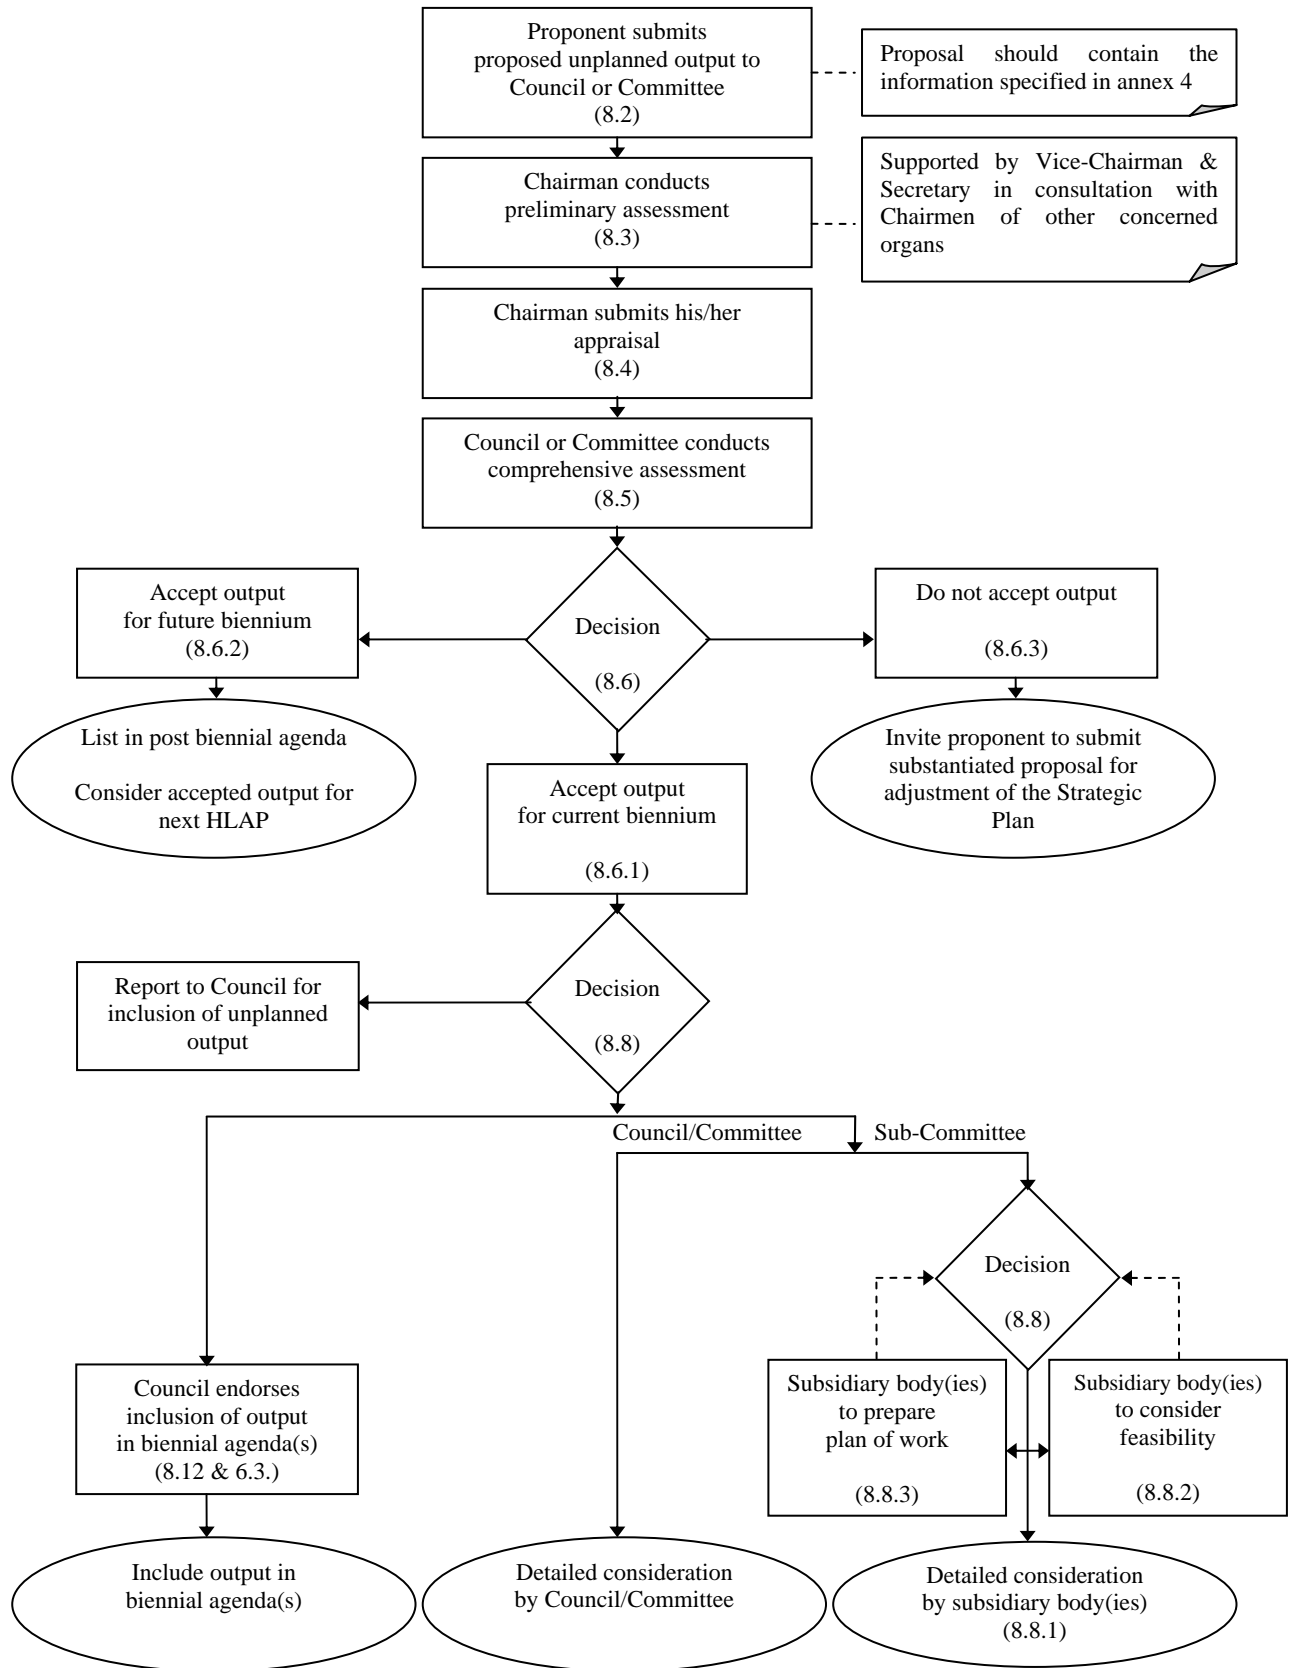 Proponent submits
proposed unplanned output to
Council or Committee
(8.2)
Proposal should contain the
information specified in annex 4
Chairman conducts
preliminary assessment
(8.3)
Supported by Vice-Chairman &
Secretary in consultation with
Chairmen of other concerned
organs
Chairman submits his/her
appraisal
(8.4)
Council or Committee conducts
comprehensive assessment
(8.5)
Decision
(8.6)
Accept output
for future biennium
(8.6.2)
Do not accept output
(8.6.3)
List in post biennial agenda
Consider accepted output for
next HLAP
Invite proponent to submit
substantiated proposal for
adjustment of the Strategic
Plan
Accept output
for current biennium
(8.6.1)
Decision
(8.8)
Report to Council for
inclusion of unplanned
output
Council/Committee
Sub-Committee
Decision
(8.8)
Council endorses
inclusion of output
in biennial agenda(s)
(8.12 & 6.3.)
Subsidiary body(ies)
to prepare
plan of work
(8.8.3)
Subsidiary body(ies)
to consider
feasibility
(8.8.2)
Include output in
biennial agenda(s)
Detailed consideration
by Council/Committee
Detailed consideration
by subsidiary body(ies)
(8.8.1)